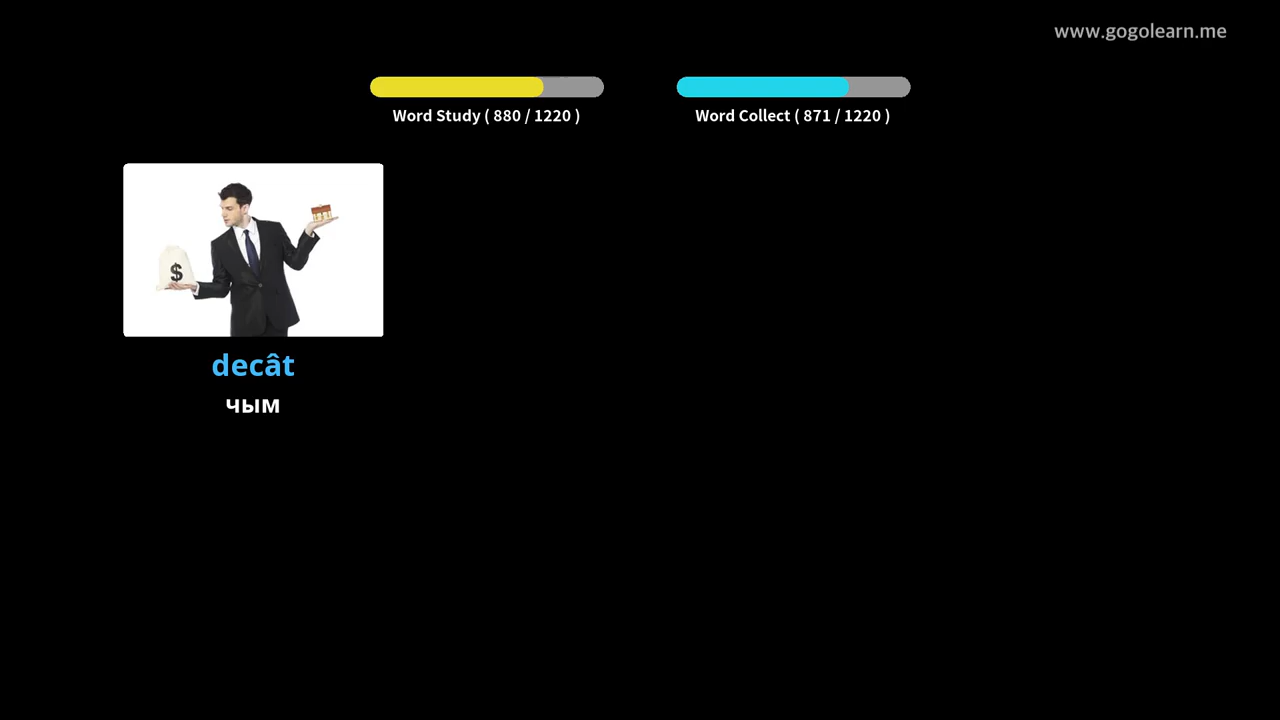 www.gogolearn.me
Word Study ( 880 / 1220 )
Word Collect ( 871 / 1220 )
$
decât
чым